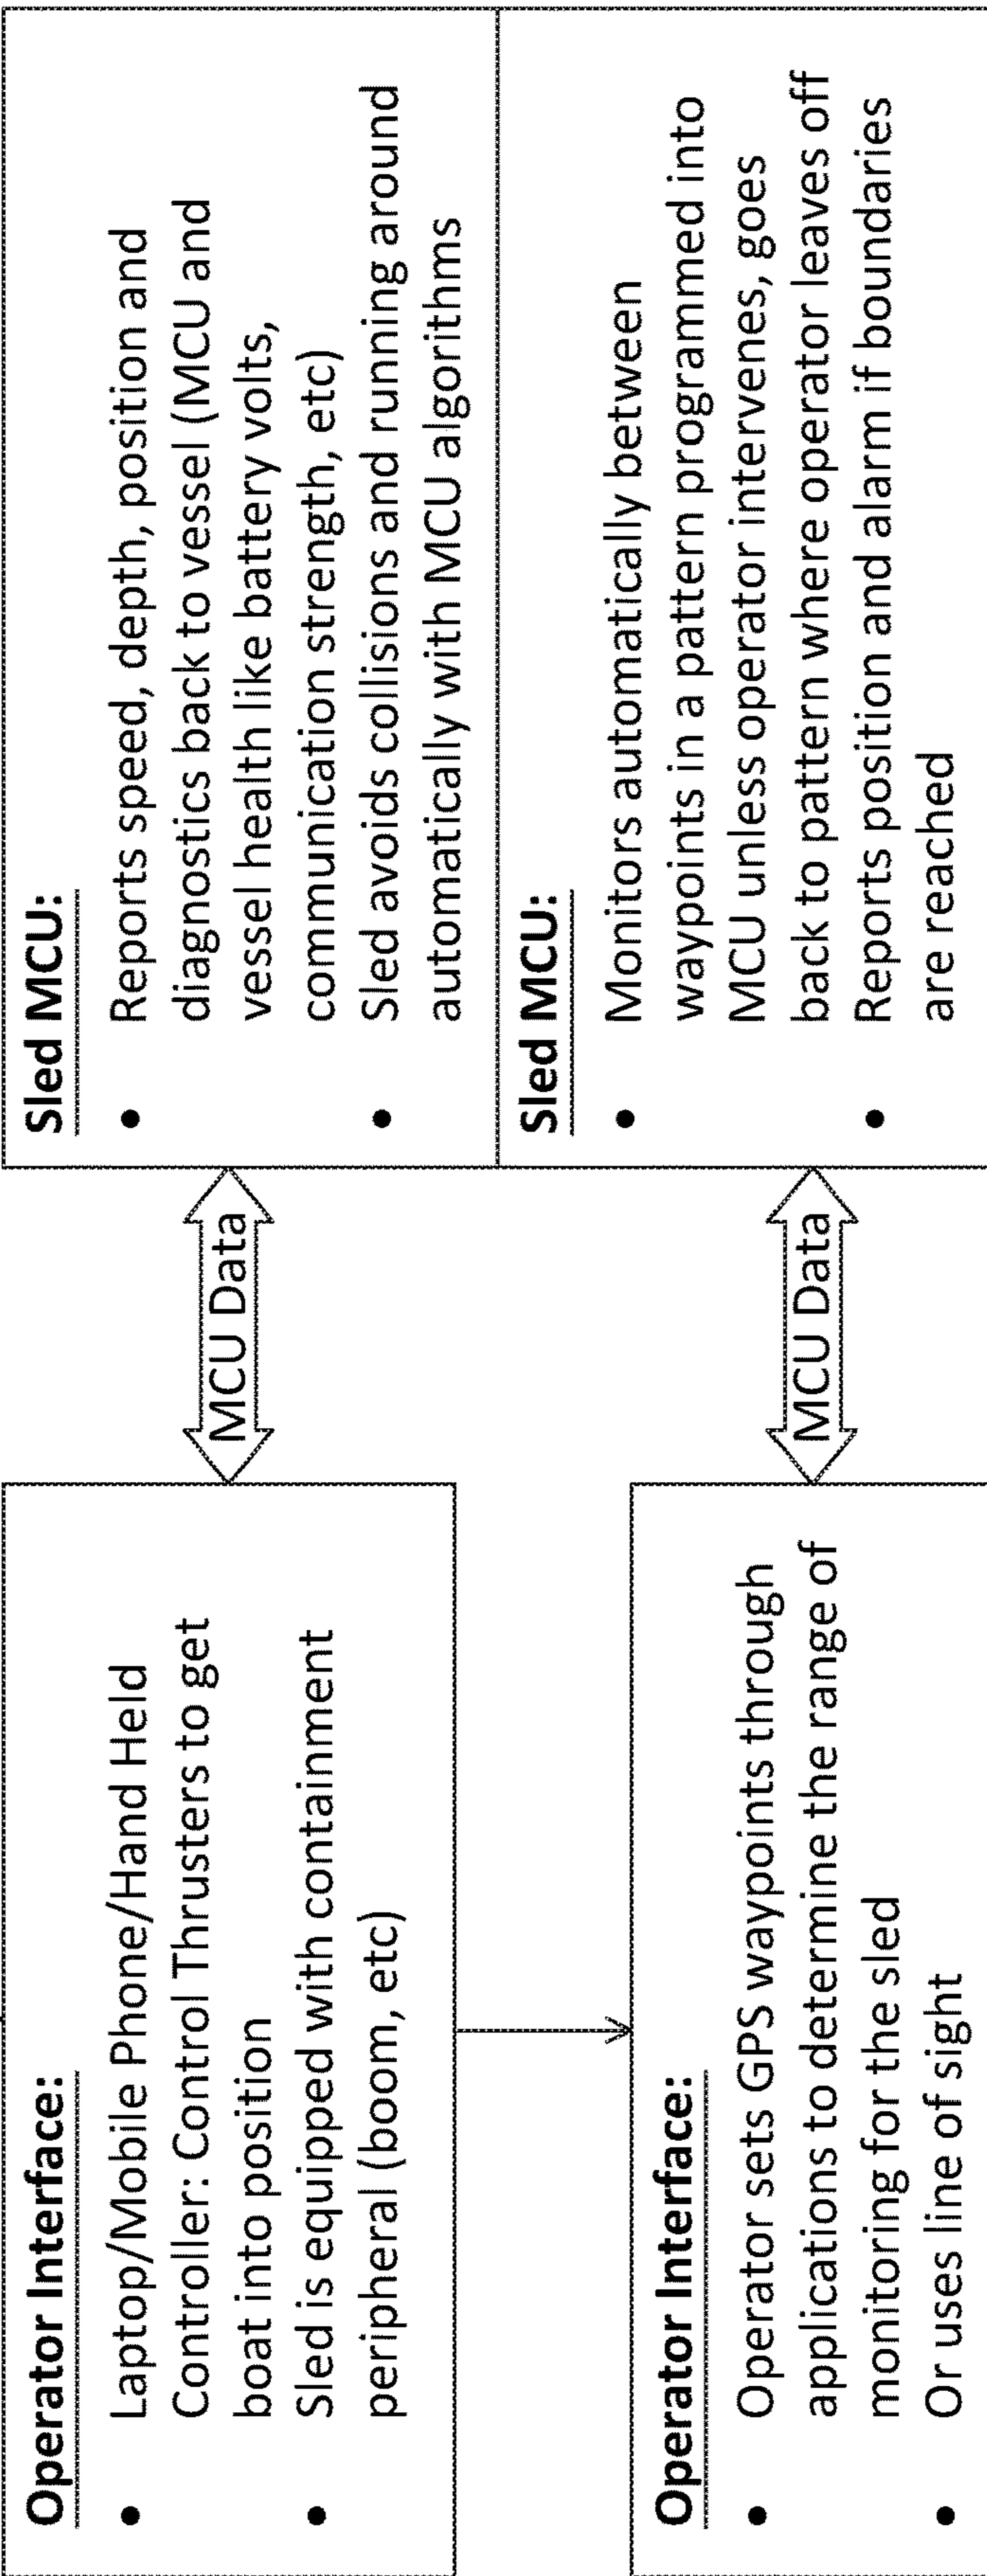 Operator Interface:
• Laptop/Mobile Phone/Hand Held
Controller: Control Thrusters to get
boat into position
• Sled is equipped with containment
peripheral (boom, etc)
MCU Data
Sled MCU:
• Reports speed, depth, position and
diagnostics back to vessel (MCU and
vessel health like battery volts,
communication strength, etc)
• Sled avoids collisions and running around
automatically with MCU algorithms
Operator Interface:
• Operator sets GPS waypoints through
applications to determine the range of
monitoring for the sled
• Or uses line of sight
MCU Data
Sled MCU:
• Monitors automatically between
waypoints in a pattern programmed into
MCU unless operator intervenes, goes
back to pattern where operator leaves off
• Reports position and alarm if boundaries
are reached